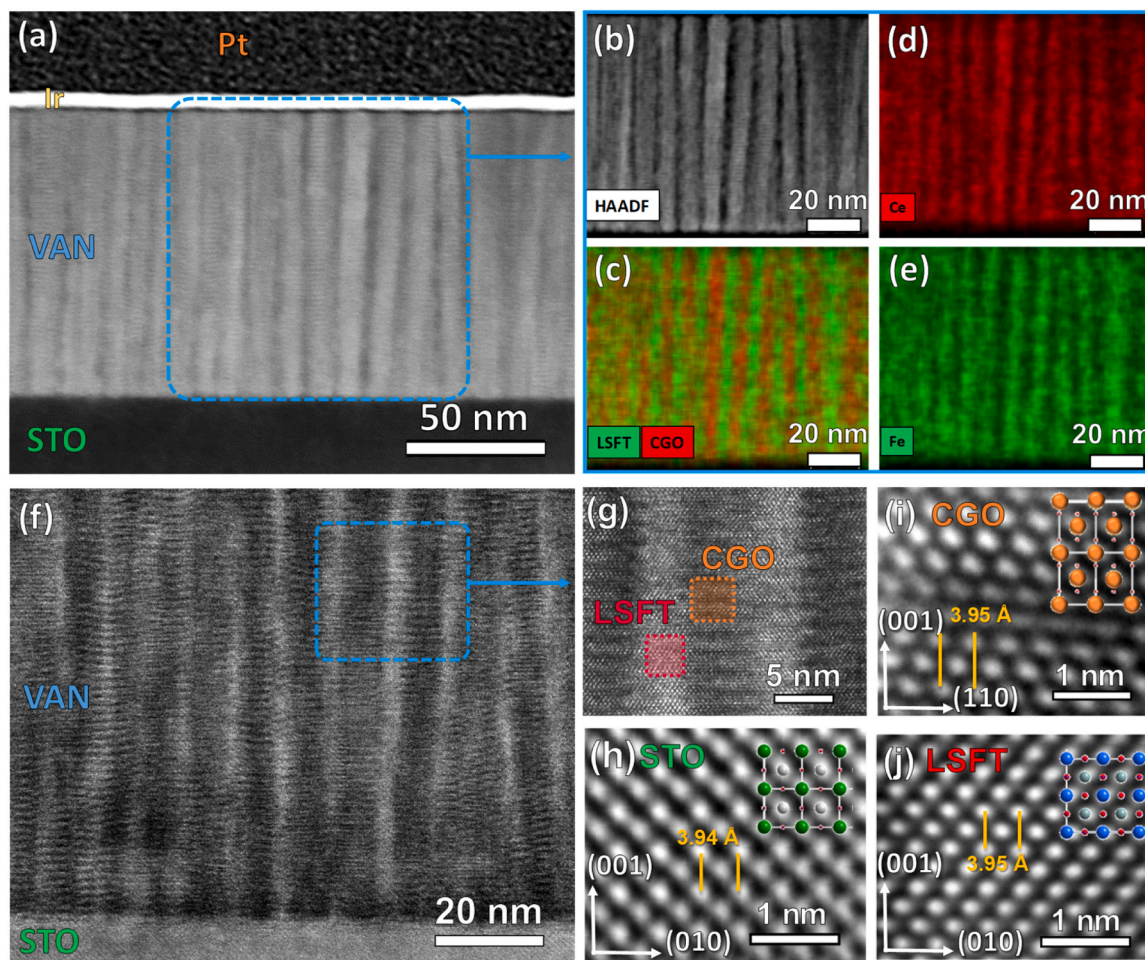 (a)
Pt
Ir
VAN
50 nm
STO
(b)
HAADF
20 nm
(d)
Ce
20 nm
(c)
LSFT CGO
20 nm
(e)
Fe
20 nm
(f)
VAN
20 nm
STO
(g)
CGO
LSFT
5 nm
(i) CGO
(001)
3.95 Å
1 nm
(110)
(h) STO
3.94 Å
(001)
1 nm
(010)
(j) LSFT
(001)
3.95 Å
1 nm
(010)